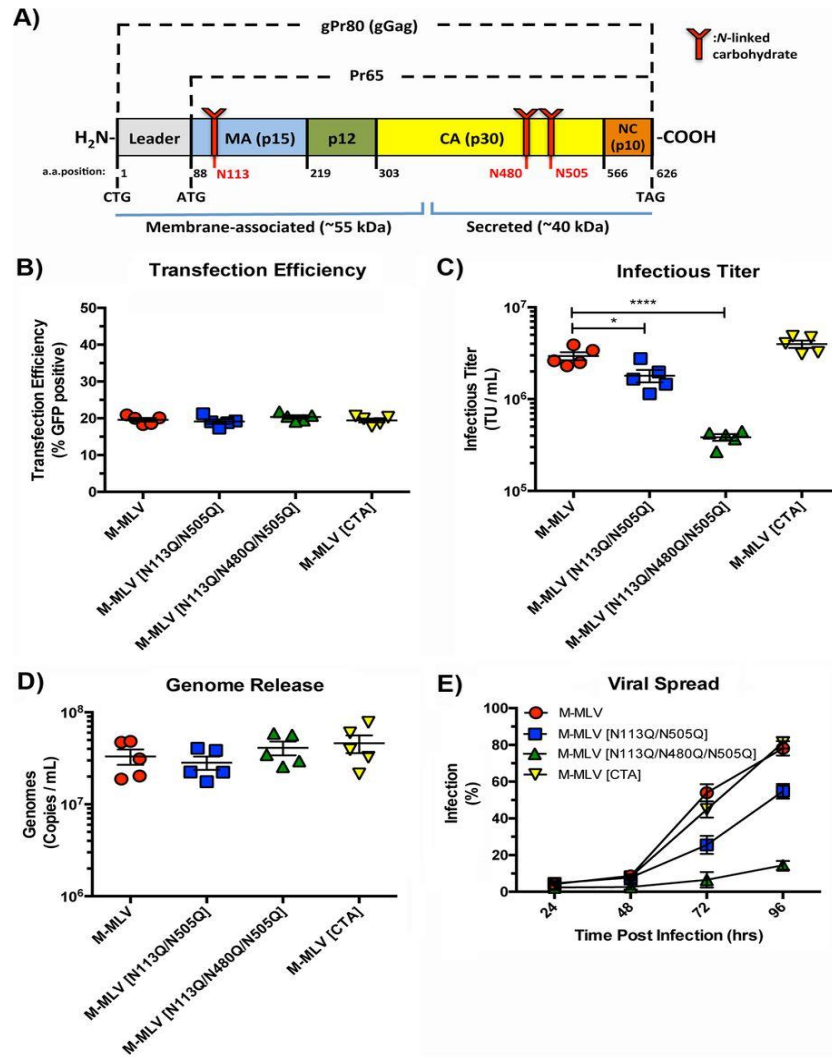 A)
gPr80 (gGag)
:N-linked
carbohydrate
Pr65
H2N-
Leader
MA (p15)
p12
CA (p30)
NC
(p10)
-COOH
a.a.position:
1
88
N113
219
303
N480
N505
566
626
CTG
ATG
TAG
Membrane-associated (~55 kDa)
Secreted (~40 kDa)
B)
Transfection Efficiency
Transfection Efficiency
(% GFP positive)
50
40
30
20
10
0
M-MLV
M-MLV [N113Q/N505Q]
M-MLV [N113Q/N480Q/N505Q]
M-MLV [CTA]
C)
Infectious Titer
Infectious Titer
(TU / mL)
10^7
10^6
10^5
****
*
M-MLV
M-MLV [N113Q/N505Q]
M-MLV [N113Q/N480Q/N505Q]
M-MLV [CTA]
D)
Genome Release
Genomes
(Copies / mL)
10^8
10^7
10^6
M-MLV
M-MLV [N113Q/N505Q]
M-MLV [N113Q/N480Q/N505Q]
M-MLV [CTA]
E)
Viral Spread
Infection
(%)
100
80
60
40
20
0
M-MLV
M-MLV [N113Q/N505Q]
M-MLV [N113Q/N480Q/N505Q]
M-MLV [CTA]
24
48
72
96
Time Post Infection (hrs)